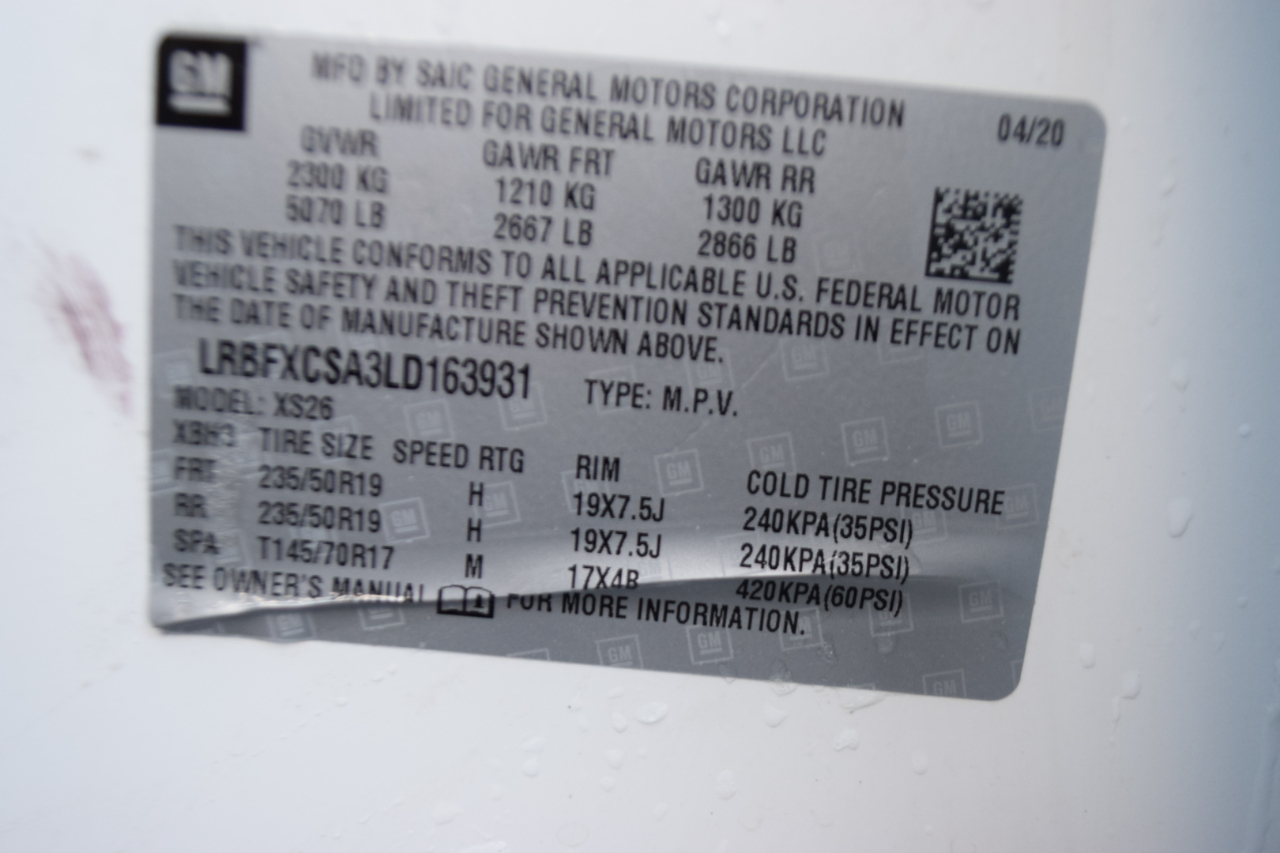 GM
MFD BY SAIC GENERAL MOTORS CORPORATION
LIMITED FOR GENERAL MOTORS LLC
04/20
GVWR GAWR FRT GAWR RR
2300 KG 1210 KG 1300 KG
5070 LB 2667 LB 2866 LB
THIS VEHICLE CONFORMS TO ALL APPLICABLE U.S. FEDERAL MOTOR
VEHICLE SAFETY AND THEFT PREVENTION STANDARDS IN EFFECT ON
THE DATE OF MANUFACTURE SHOWN ABOVE.
LRBFXCSA3LD163931 TYPE: M.P.V.
MODEL: XS26
XBH3 TIRE SIZE SPEED RTG RIM COLD TIRE PRESSURE
FRT 235/50R19 H 19X7.5J 240KPA(35PSI)
RR 235/50R19 H 19X7.5J 240KPA(35PSI)
SPA T145/70R17 M 17X4B 420KPA(60PSI)
SEE OWNER'S MANUAL FOR MORE INFORMATION.